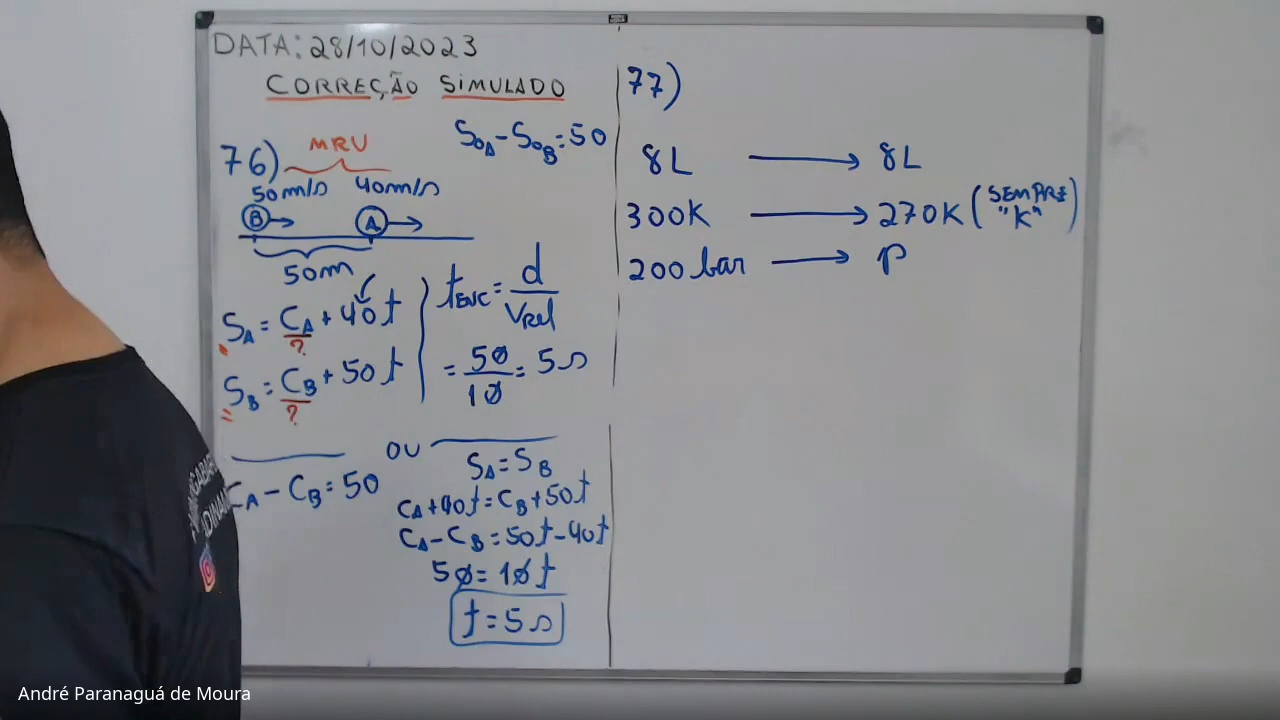 DATA: 28/10/2023
CORREÇÃO SIMULADO
76) MRU
S₀A - S₀B = 50
50m/s 40m/s
B A
50m
SA = CA + 40t
?
SB = CB + 50t
?
tENC = d/VRel
= 50/10 = 5s
OU
CA - CB = 50
SA = SB
CA + 40t = CB + 50t
CA - CB = 50t - 40t
50 = 10t
t = 5s
77)
8L → 8L
300K → 270K (SEMPRE "K")
200 bar → P
André Paranaguá de Moura